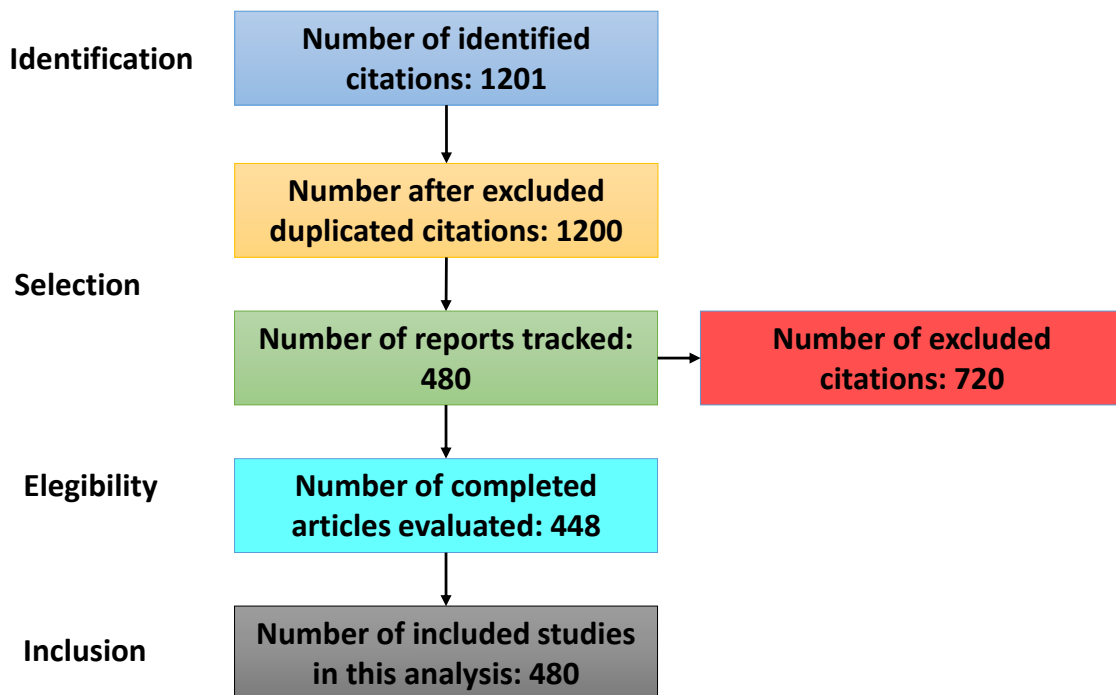 Identification
Number of identified
citations: 1201
Number after excluded
duplicated citations: 1200
Selection
Number of reports tracked:
480
Number of excluded
citations: 720
Elegibility
Number of completed
articles evaluated: 448
Inclusion
Number of included studies
in this analysis: 480